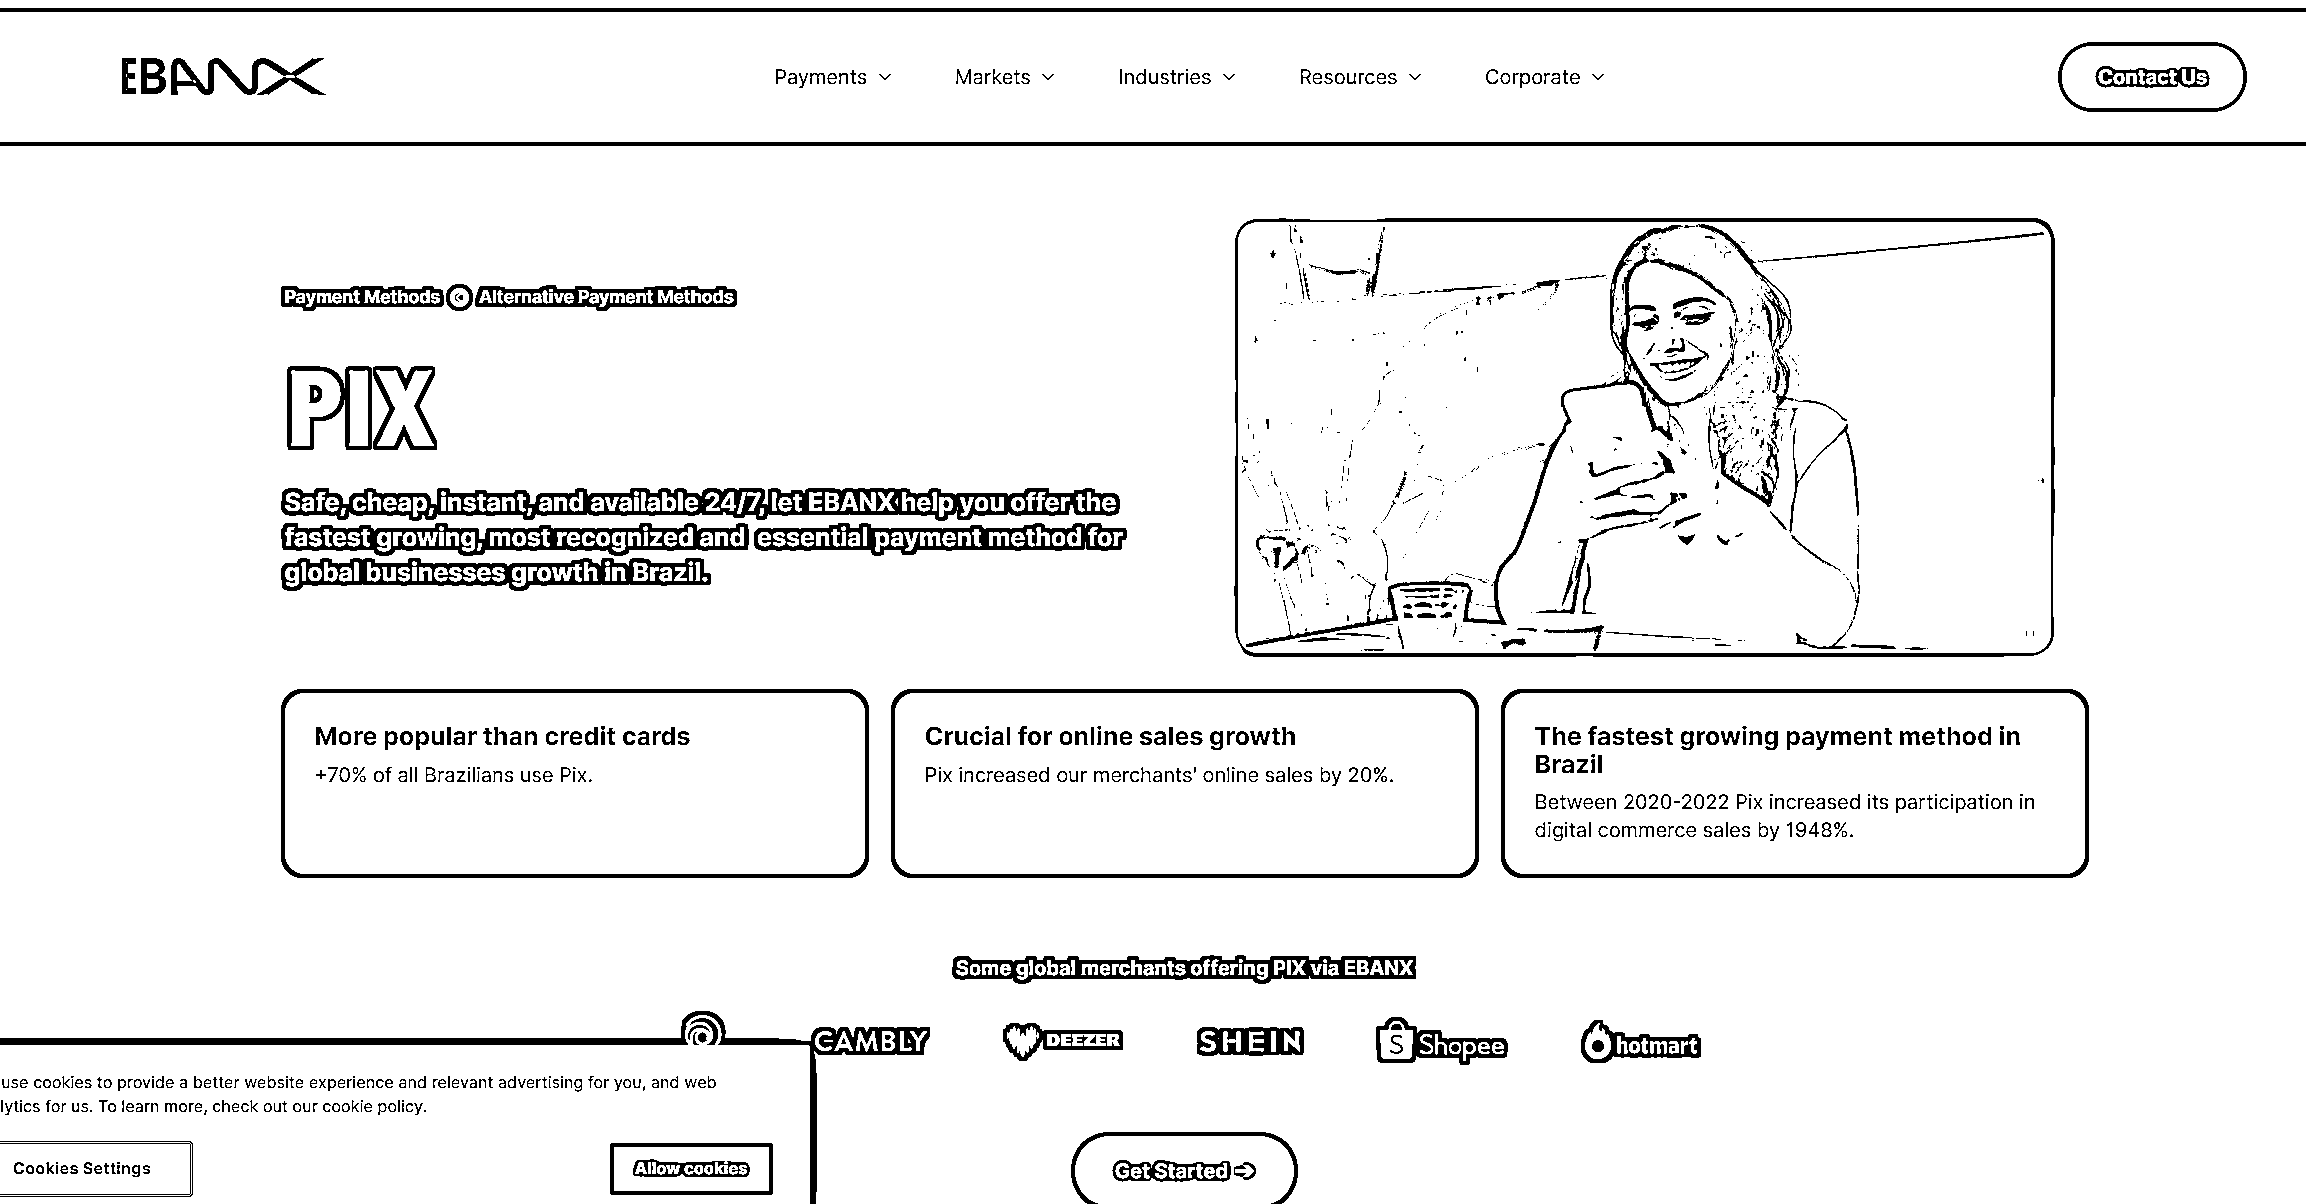 EBANX
Payments
Markets
Industries
Resources
Corporate
Contact Us
Payment Methods Alternative Payment Methods
PIX
Safe, cheap, instant, and available 24/7, let EBANX help you offer the
fastest growing, most recognized and essential payment method for
global businesses growth in Brazil.
More popular than credit cards
+70% of all Brazilians use Pix.
Crucial for online sales growth
Pix increased our merchants' online sales by 20%.
The fastest growing payment method in
Brazil
Between 2020-2022 Pix increased its participation in
digital commerce sales by 1948%.
Some global merchants offering PIX via EBANX
CAMBLY
DEEZER
SHEIN
S Shopee
hotmart
use cookies to provide a better website experience and relevant advertising for you, and web
lytics for us. To learn more, check out our cookie policy.
Cookies Settings
Allow cookies
Get Started